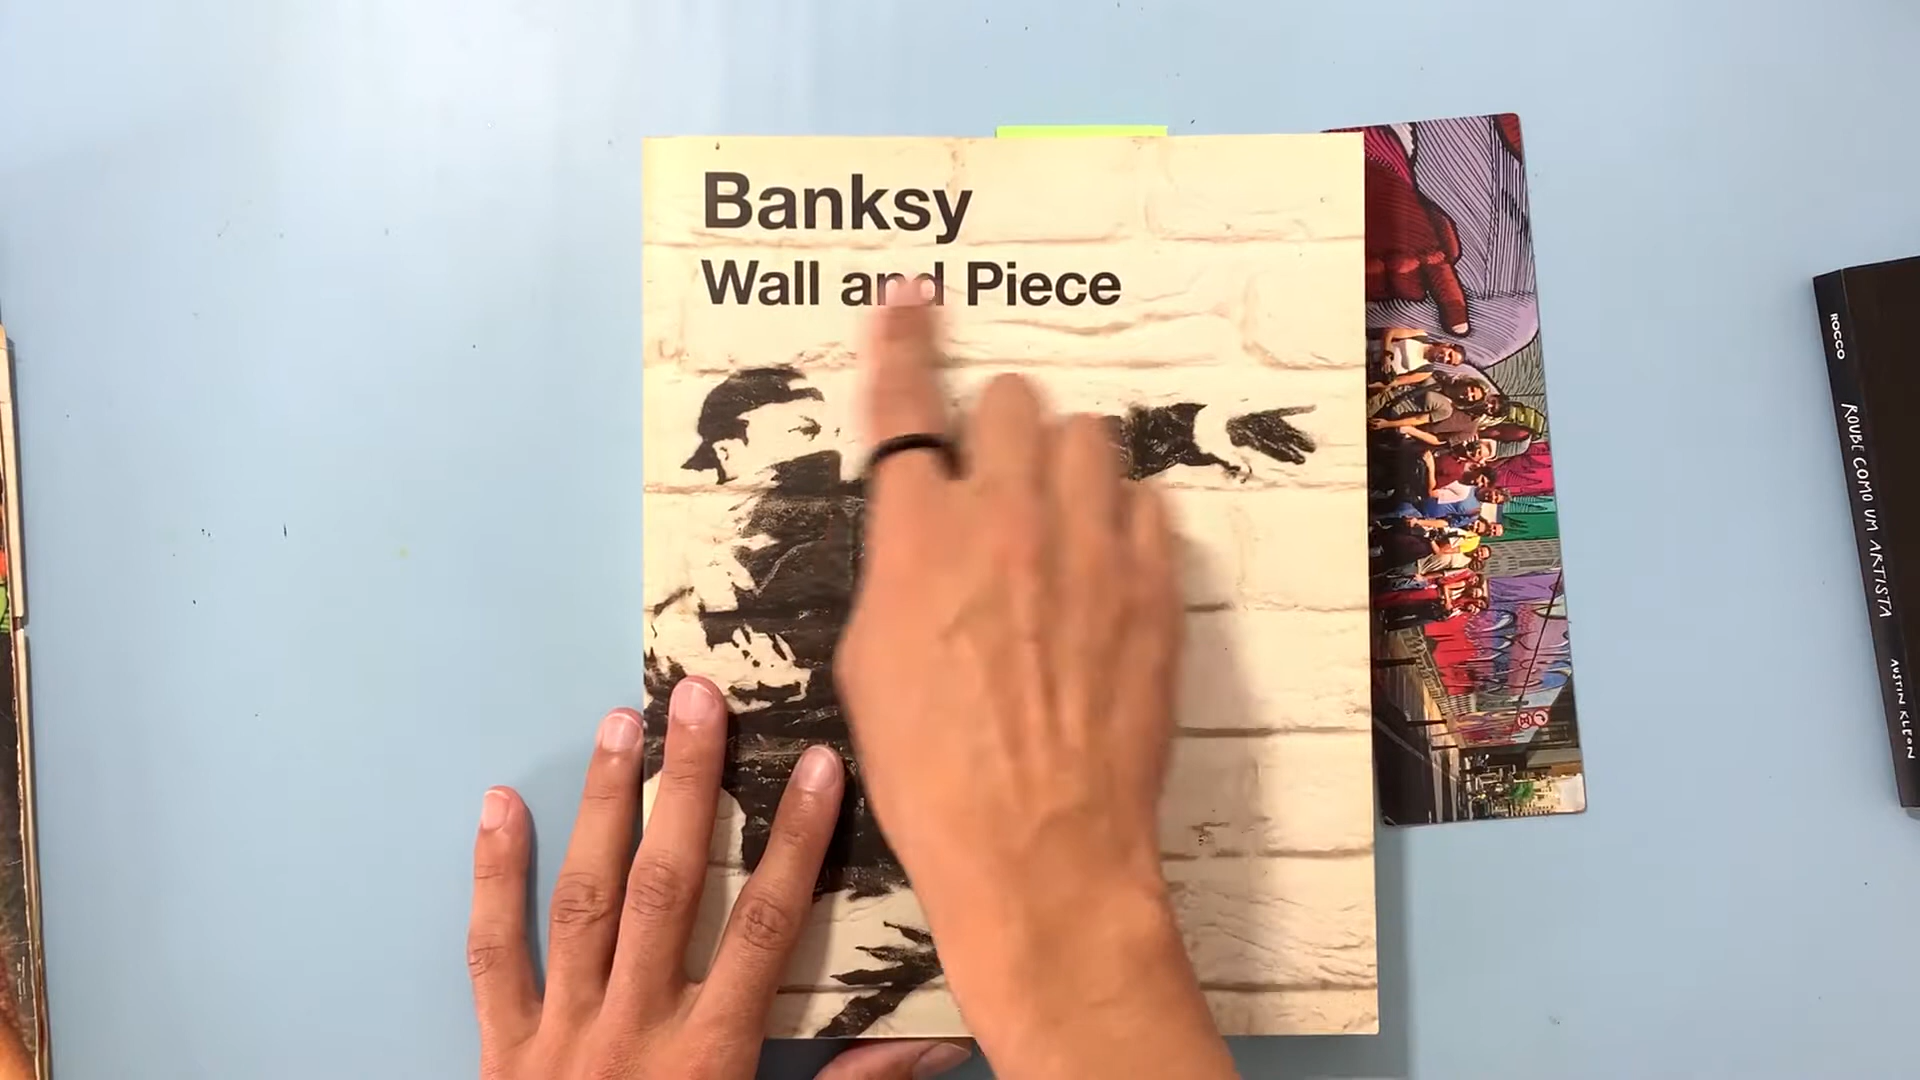 Banksy
Wall and Piece
ROCCO
ROUBE COMO UM ARTISTA
AUSTIN KLEON